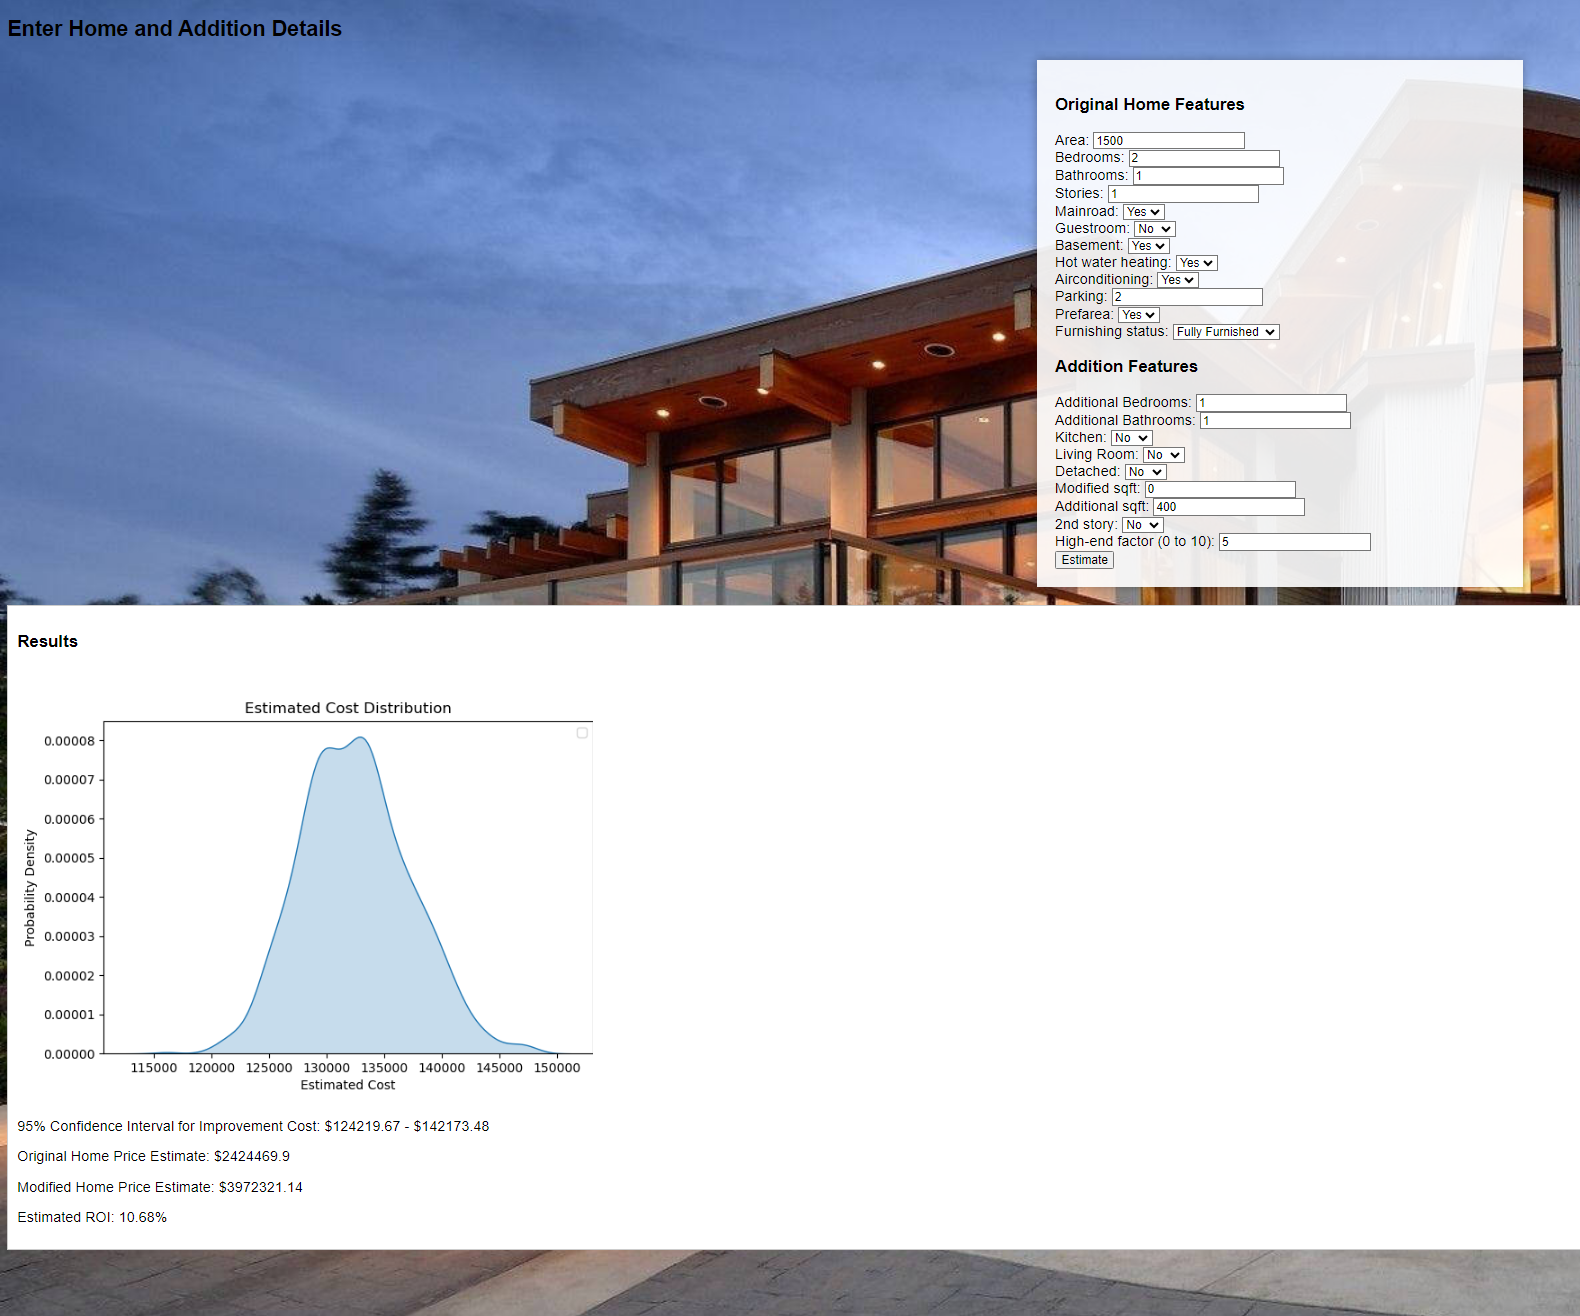 Enter Home and Addition Details
Original Home Features
Area: 1500
Bedrooms: 2
Bathrooms: 1
Stories: 1
Mainroad: Yes
Guestroom: No
Basement: Yes
Hot water heating: Yes
Airconditioning: Yes
Parking: 2
Prefarea: Yes
Furnishing status: Fully Furnished
Addition Features
Additional Bedrooms: 1
Additional Bathrooms: 1
Kitchen: No
Living Room: No
Detached: No
Modified sqft: 0
Additional sqft: 400
2nd story: No
High-end factor (0 to 10): 5
Estimate
Results
Estimated Cost Distribution
0.00008
0.00007
0.00006
0.00005
0.00004
0.00003
0.00002
0.00001
0.00000
Probability Density
115000 120000 125000 130000 135000 140000 145000 150000
Estimated Cost
95% Confidence Interval for Improvement Cost: $124219.67 - $142173.48
Original Home Price Estimate: $2424469.9
Modified Home Price Estimate: $3972321.14
Estimated ROI: 10.68%